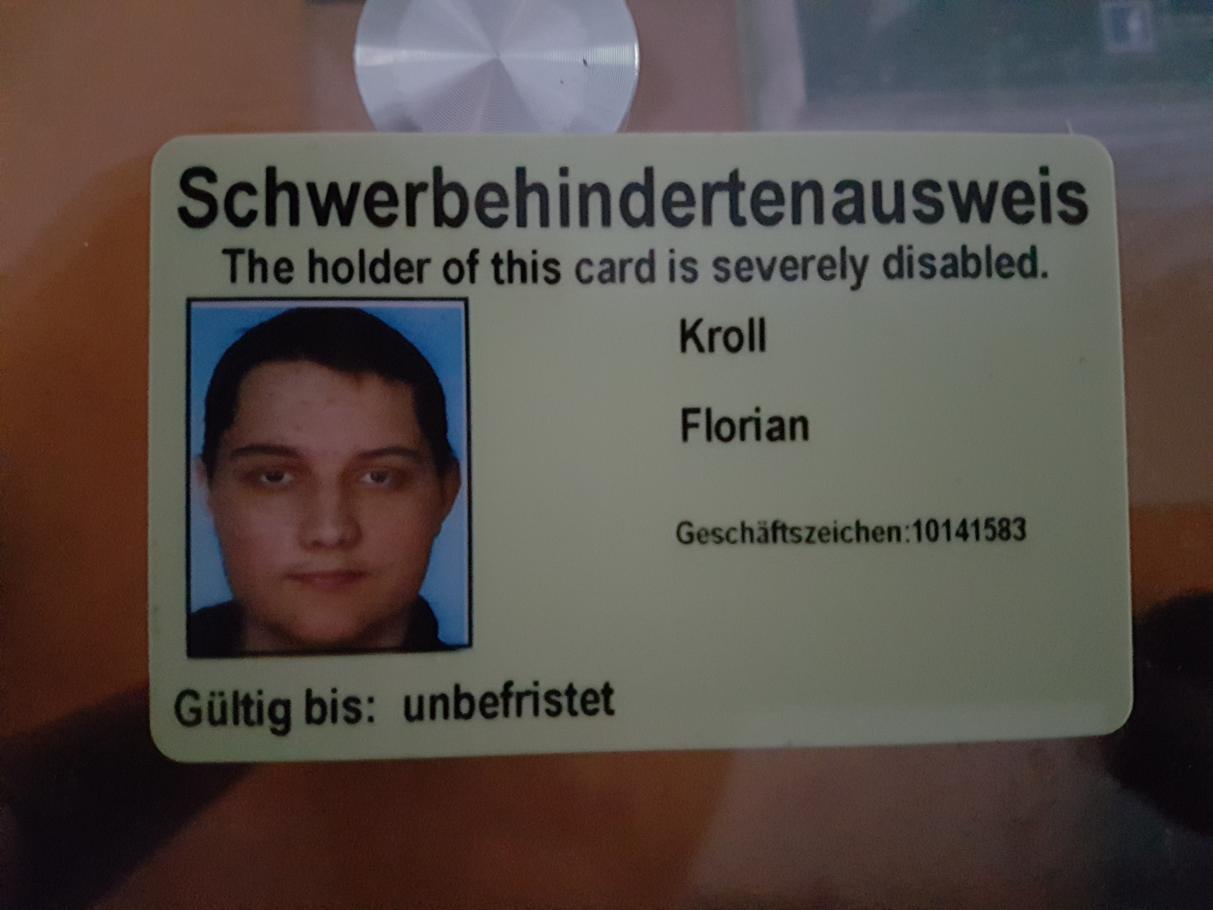 Schwerbehindertenausweis
The holder of this card is severely disabled.
Kroll
Florian
Geschäftszeichen:10141583
Gültig bis: unbefristet